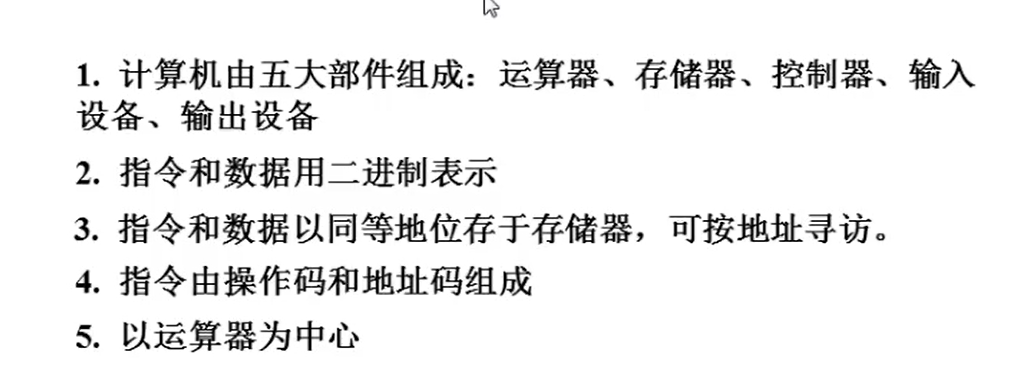 1. 计算机由五大部件组成：运算器、存储器、控制器、输入
设备、输出设备
2. 指令和数据用二进制表示
3. 指令和数据以同等地位存于存储器，可按地址寻访。
4. 指令由操作码和地址码组成
5. 以运算器为中心